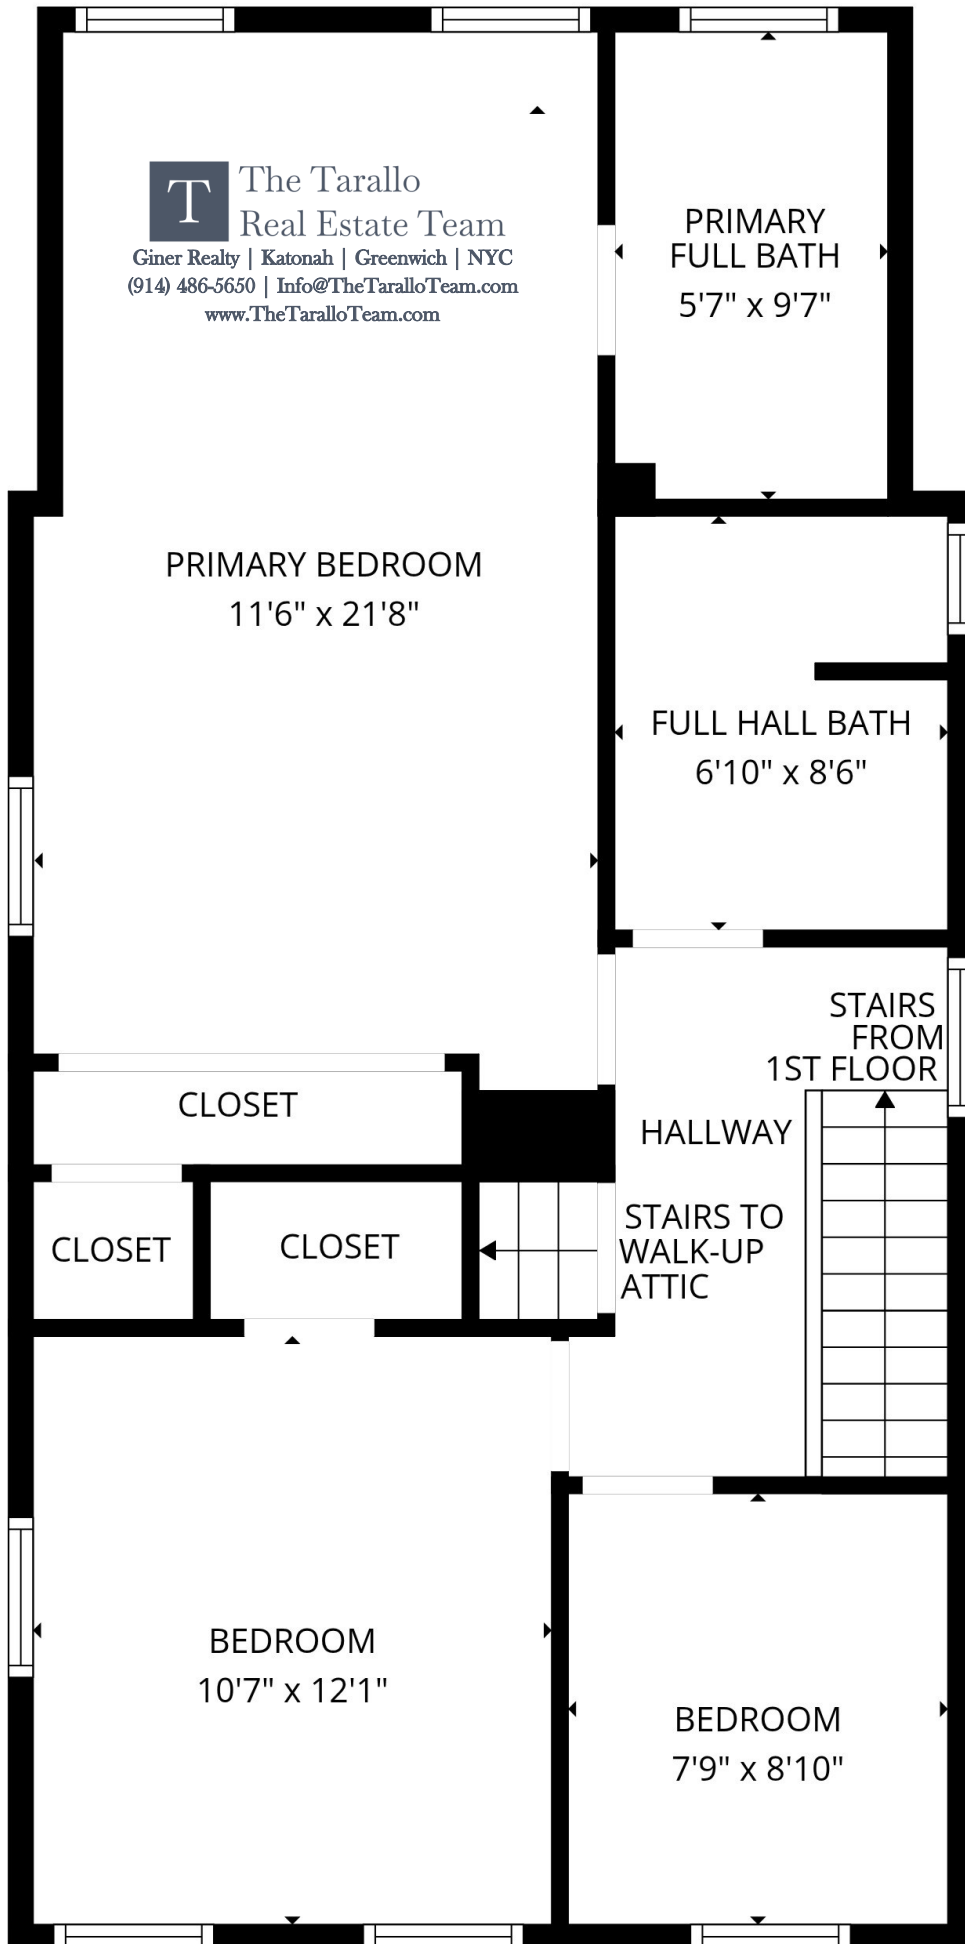 T
The Tarallo
Real Estate Team
Giner Realty | Katonah | Greenwich | NYC
(914) 486-5650 | Info@TheTaralloTeam.com
www.TheTaralloTeam.com
PRIMARY
FULL BATH
5'7" x 9'7"
PRIMARY BEDROOM
11'6" x 21'8"
FULL HALL BATH
6'10" x 8'6"
STAIRS
FROM
1ST FLOOR
CLOSET
HALLWAY
CLOSET
CLOSET
STAIRS TO
WALK-UP
ATTIC
BEDROOM
10'7" x 12'1"
BEDROOM
7'9" x 8'10"